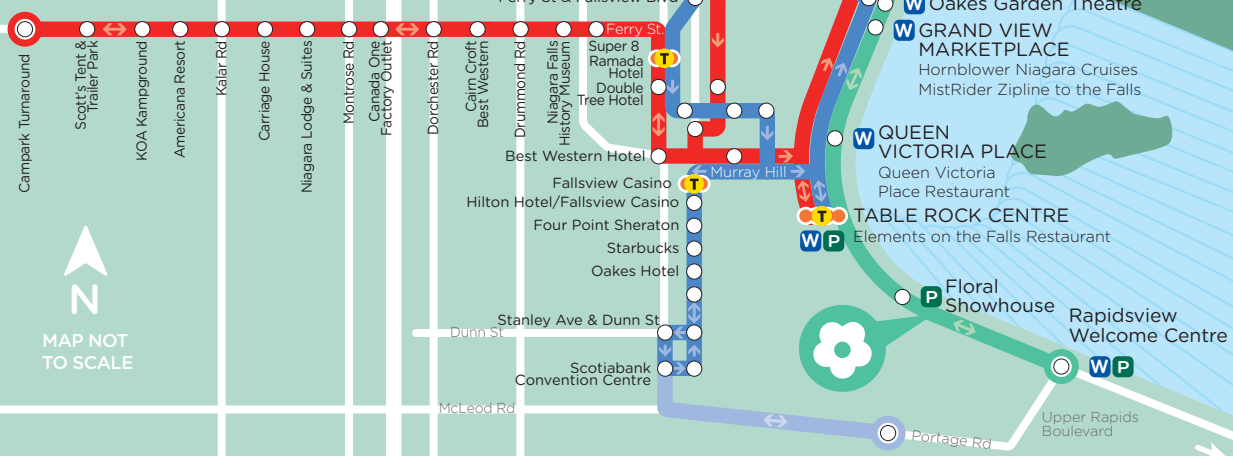 Ferry St & Fallsview Blvd
W Oakes Garden Theatre
W GRAND VIEW
MARKETPLACE
Hornblower Niagara Cruises
MistRider Zipline to the Falls
Ferry St.
Campark Turnaround
Scott's Tent &
Trailer Park
KOA Kampground
Americana Resort
Kalar Rd
Carriage House
Niagara Lodge & Suites
Montrose Rd
Canada One
Factory Outlet
Dorchester Rd
Cairn Croft
Best Western
Drummond Rd
Niagara Falls
History Museum
Super 8
Ramada
Hotel
T
Double
Tree Hotel
W QUEEN
VICTORIA PLACE
Queen Victoria
Place Restaurant
Best Western Hotel
Murray Hill
Fallsview Casino
T
Hilton Hotel/Fallsview Casino
T
TABLE ROCK CENTRE
W P Elements on the Falls Restaurant
Four Point Sheraton
Starbucks
Oakes Hotel
P Floral
Showhouse
N
MAP NOT
TO SCALE
Stanley Ave & Dunn St
Dunn St
Rapidsview
Welcome Centre
W P
Scotiabank
Convention Centre
McLeod Rd
Portage Rd
Upper Rapids
Boulevard